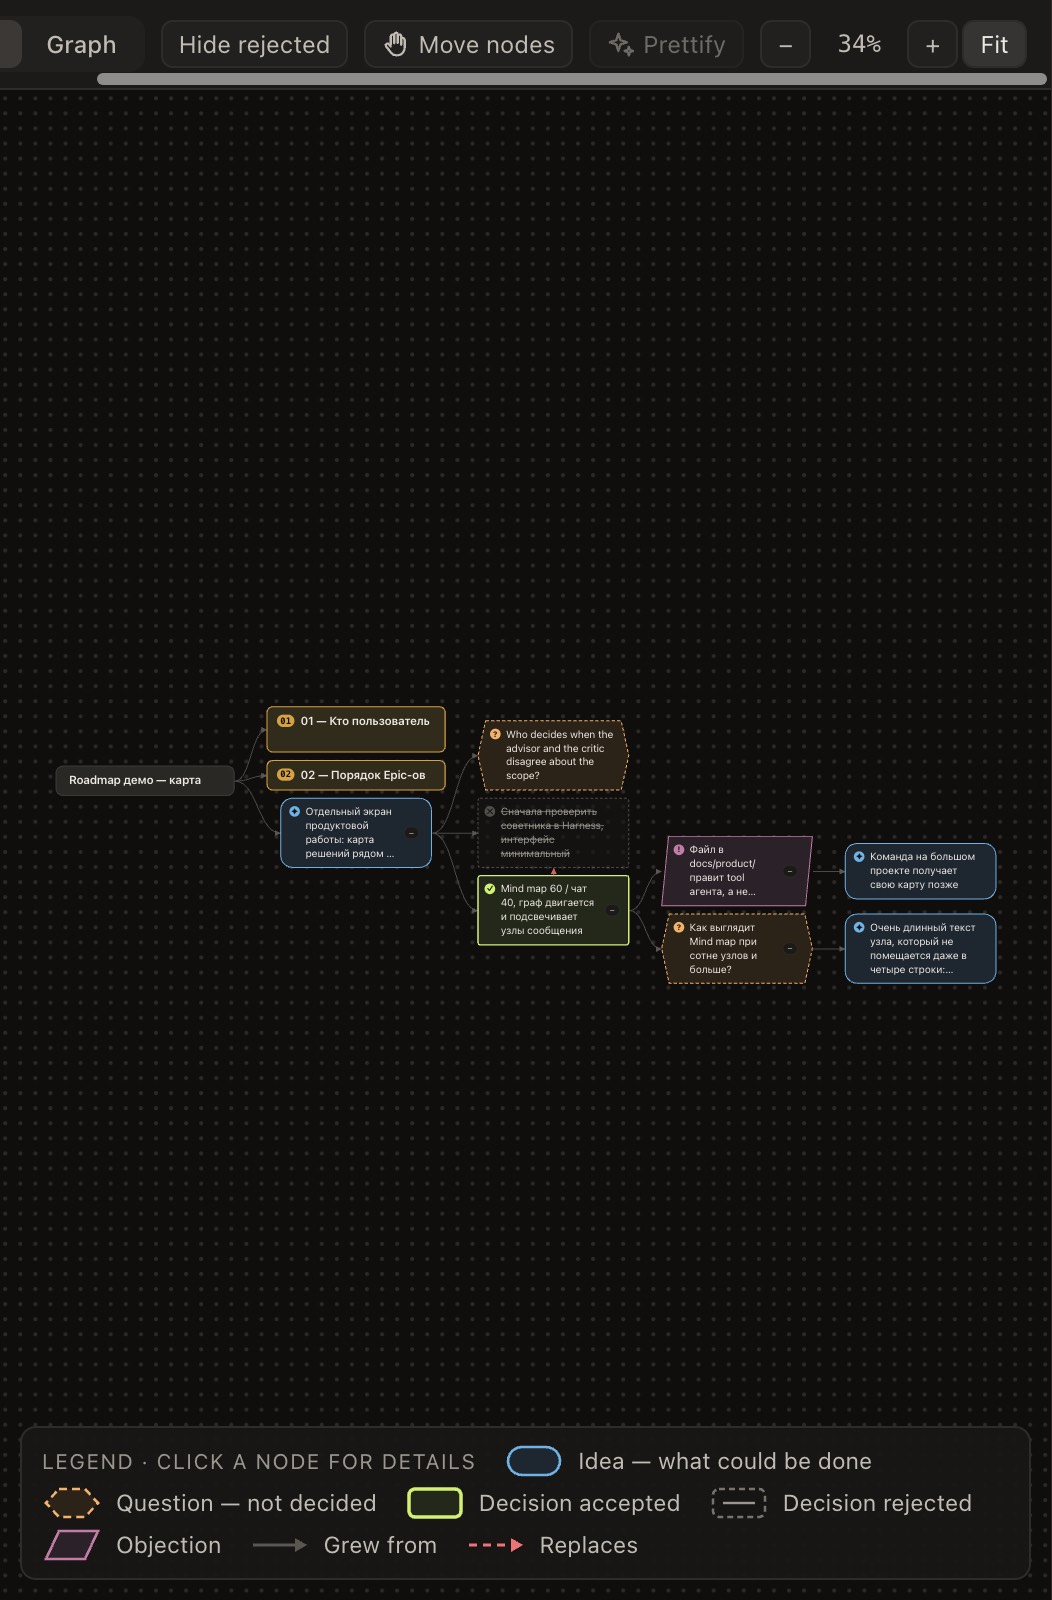 Graph
Hide rejected
Move nodes
Prettify
−
34%
+
Fit
Roadmap демо — карта
01 01 — Кто пользователь
02 02 — Порядок Epic-ов
Отдельный экран
продуктовой
работы: карта
решений рядом ...
Who decides when the
advisor and the critic
disagree about the
scope?
Сначала проверить
советника в Harness,
интерфейс
минимальный
Mind map 60 / чат
40, граф двигается
и подсвечивает
узлы сообщения
Файл в
docs/product/
правит tool
агента, а не...
Как выглядит
Mind map при
сотне узлов и
больше?
Команда на большом
проекте получает
свою карту позже
Очень длинный текст
узла, который не
помещается даже в
четыре строки:...
LEGEND · CLICK A NODE FOR DETAILS
Idea — what could be done
Question — not decided
Decision accepted
Decision rejected
Objection
Grew from
Replaces